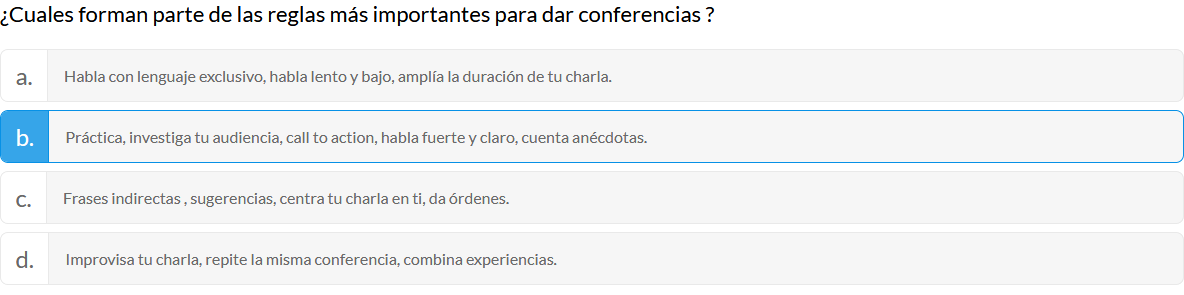 ¿Cuales forman parte de las reglas más importantes para dar conferencias ?
a. Habla con lenguaje exclusivo, habla lento y bajo, amplía la duración de tu charla.
b. Práctica, investiga tu audiencia, call to action, habla fuerte y claro, cuenta anécdotas.
c. Frases indirectas , sugerencias, centra tu charla en ti, da órdenes.
d. Improvisa tu charla, repite la misma conferencia, combina experiencias.